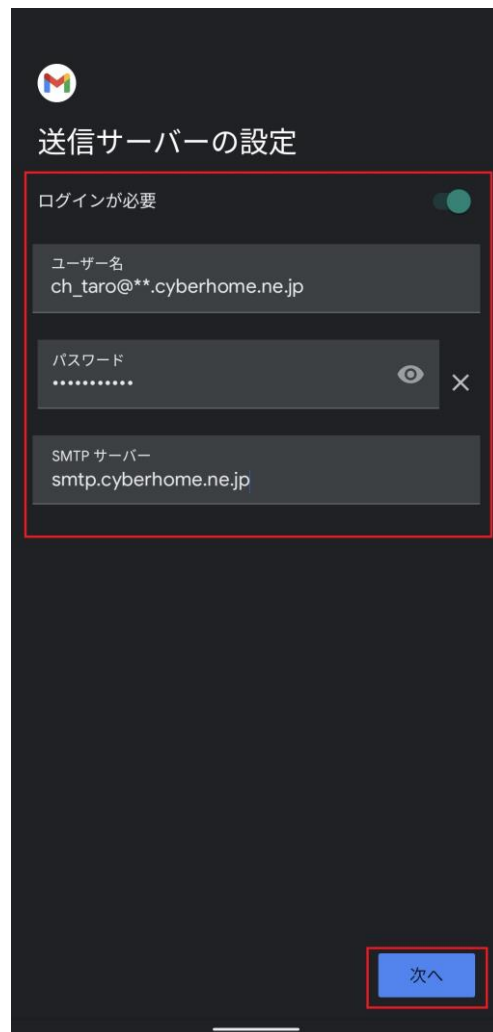 送信サーバーの設定
ログインが必要
ユーザー名
ch_taro@**.cyberhome.ne.jp
パスワード
•••••••••••
SMTP サーバー
smtp.cyberhome.ne.jp
次へ